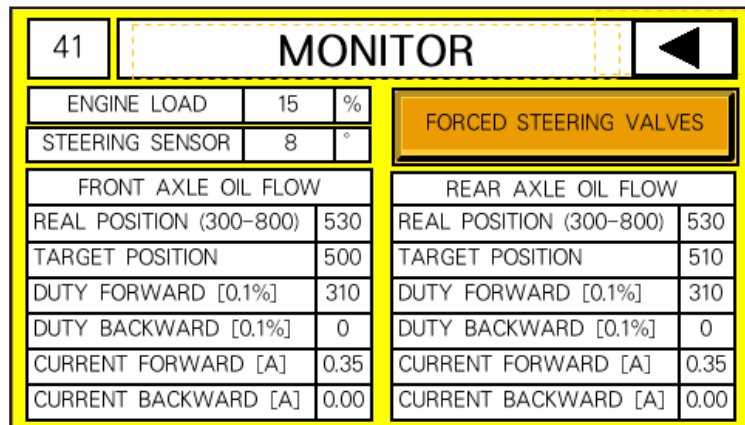 41 MONITOR
ENGINE LOAD 15 %
STEERING SENSOR 8 °
FORCED STEERING VALVES
FRONT AXLE OIL FLOW
REAL POSITION (300-800) 530
TARGET POSITION 500
DUTY FORWARD [0.1%] 310
DUTY BACKWARD [0.1%] 0
CURRENT FORWARD [A] 0.35
CURRENT BACKWARD [A] 0.00
REAR AXLE OIL FLOW
REAL POSITION (300-800) 530
TARGET POSITION 510
DUTY FORWARD [0.1%] 310
DUTY BACKWARD [0.1%] 0
CURRENT FORWARD [A] 0.35
CURRENT BACKWARD [A] 0.00